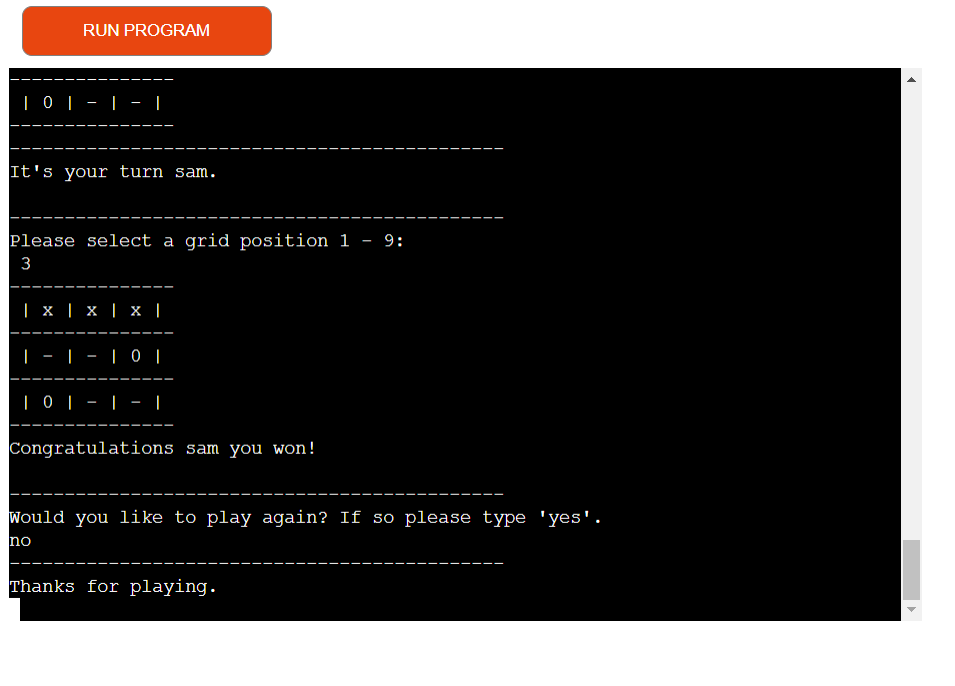 RUN PROGRAM
---------------
 | 0 | - | - |
---------------
---------------------------------------------
It's your turn sam.
---------------------------------------------
Please select a grid position 1 - 9:
 3
---------------
 | x | x | x |
---------------
 | - | - | 0 |
---------------
 | 0 | - | - |
---------------
Congratulations sam you won!
---------------------------------------------
Would you like to play again? If so please type 'yes'.
no
---------------------------------------------
Thanks for playing.